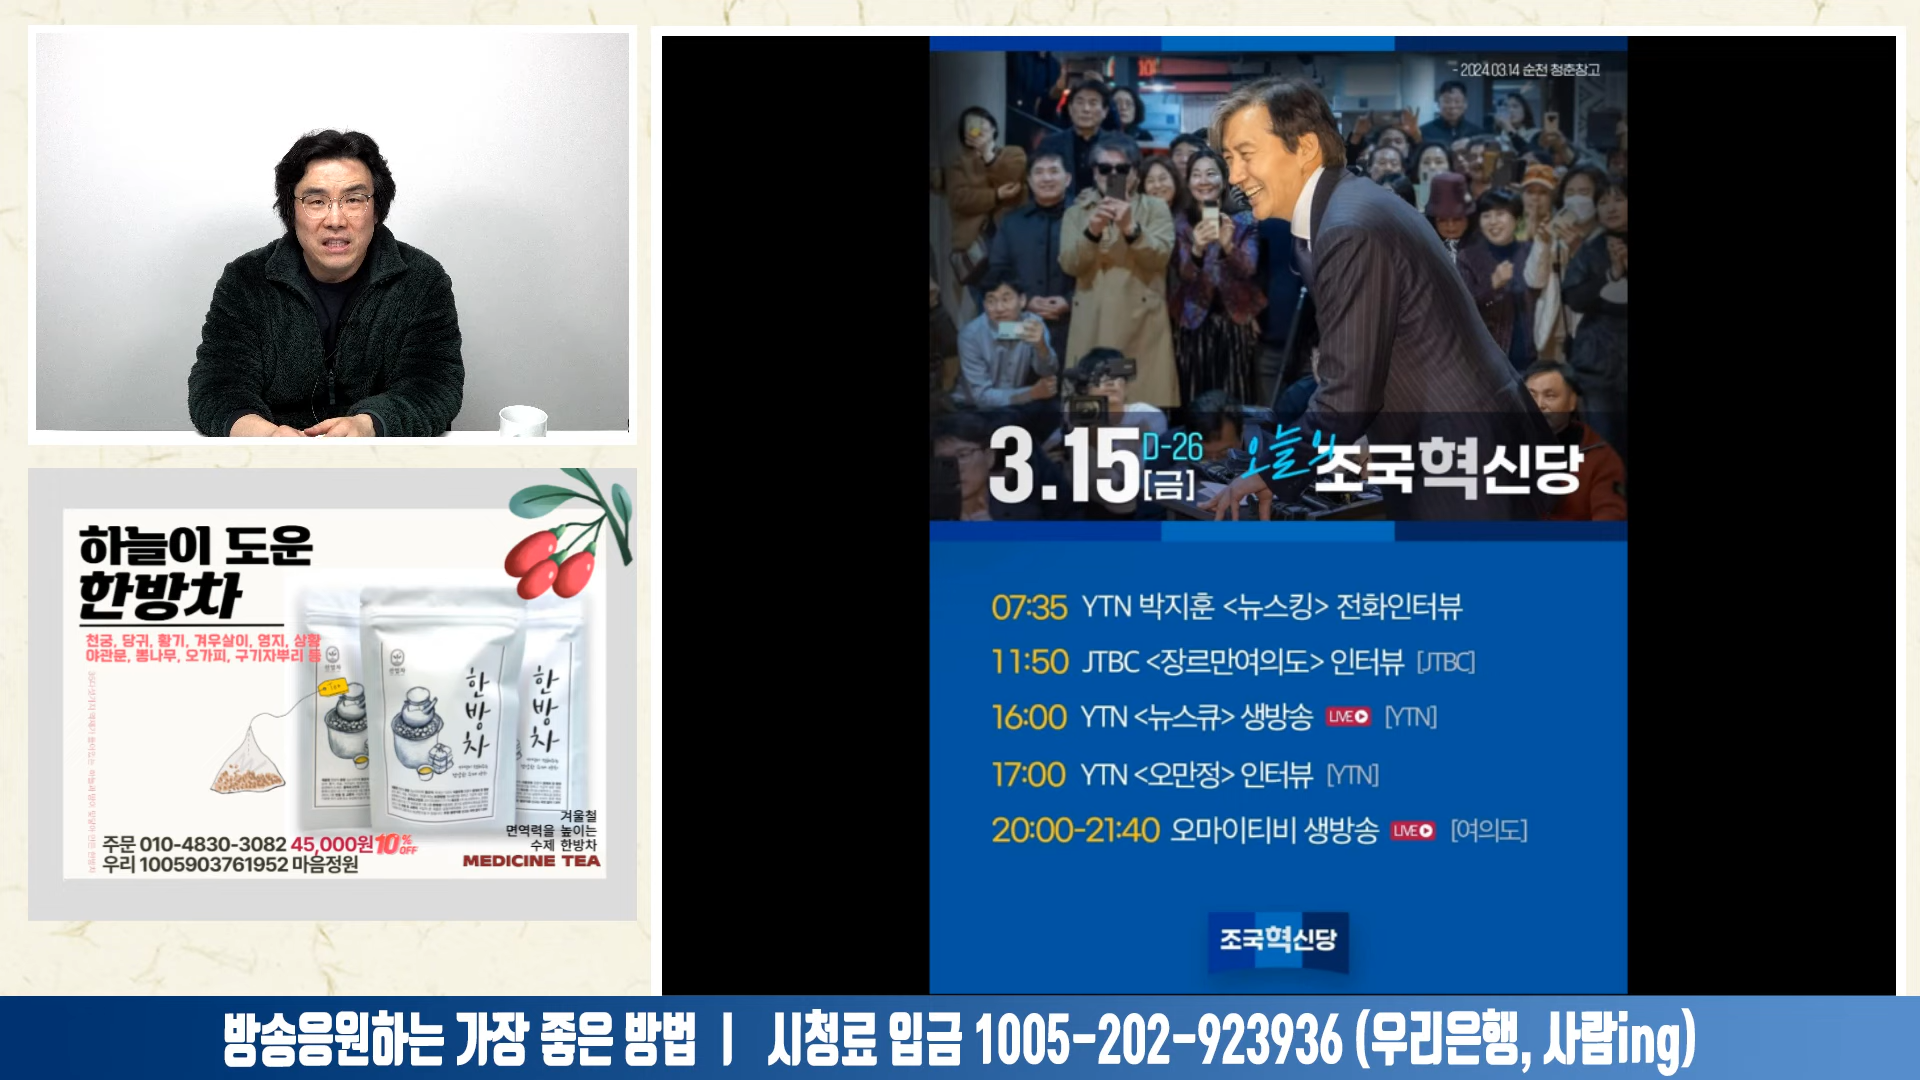 - 2024.03.14 순천 청춘창고
3.15
D-26
[금]
오늘의
조국혁신당
07:35 YTN 박지훈 <뉴스킹> 전화인터뷰
11:50 JTBC <장르만여의도> 인터뷰 [JTBC]
16:00 YTN <뉴스큐> 생방송 LIVE [YTN]
17:00 YTN <오만정> 인터뷰 [YTN]
20:00-21:40 오마이티비 생방송 LIVE [여의도]
조국혁신당
하늘이 도운
한방차
천궁, 당귀, 황기, 겨우살이, 영지, 상황
야관문, 뽕나무, 오가피, 구기자뿌리 등
한방차
한방차
겨울철
면역력을 높이는
수제 한방차
MEDICINE TEA
주문 010-4830-3082 45,000원 10% OFF
우리 1005903761952 마음정원
방송응원하는 가장 좋은 방법 | 시청료 입금 1005-202-923936 (우리은행, 사람ing)